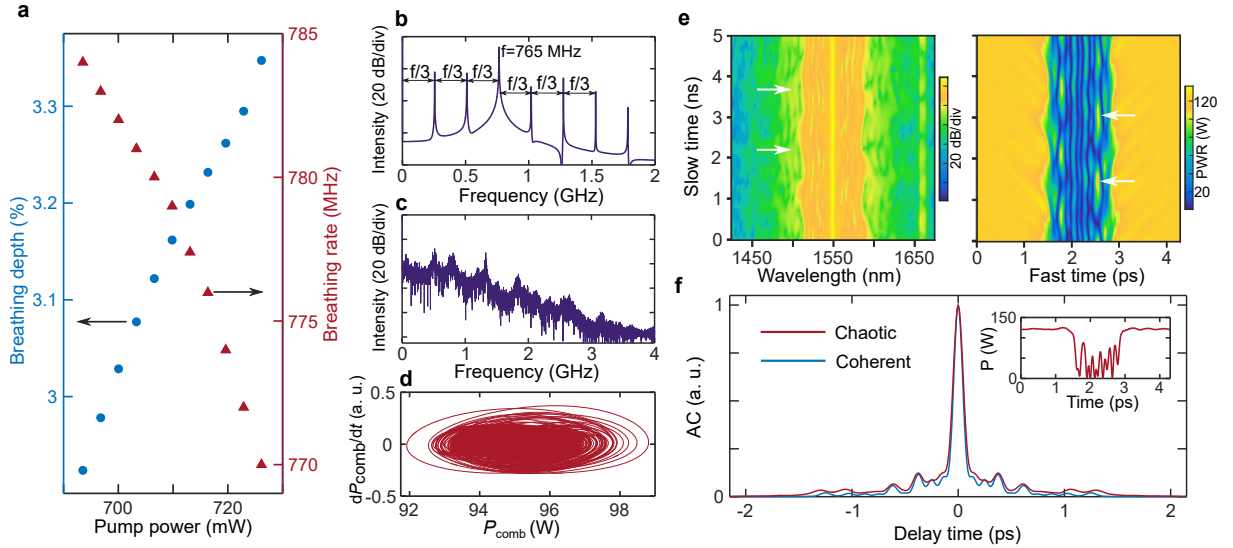 a
785
780
775
770
Breathing rate (MHz)
3.3
3.2
3.1
3
Breathing depth (%)
700
720
Pump power (mW)
b
Intensity (20 dB/div)
f=765 MHz
f/3 f/3 f/3 f/3 f/3 f/3
0 0.5 1 1.5 2
Frequency (GHz)
c
Intensity (20 dB/div)
0 1 2 3 4
Frequency (GHz)
d
dPcomb/dt (a. u.)
0.5
0
-0.5
92 94 96 98
Pcomb (W)
e
Slow time (ns)
5
4
3
2
1
0
1450 1550 1650
Wavelength (nm)
20 dB/div
0 1 2 3 4
Fast time (ps)
120
20
PWR (W)
f
AC (a. u.)
1
0
Chaotic
Coherent
-2 -1 0 1 2
Delay time (ps)
P (W)
150
0
0 1 2 3 4
Time (ps)